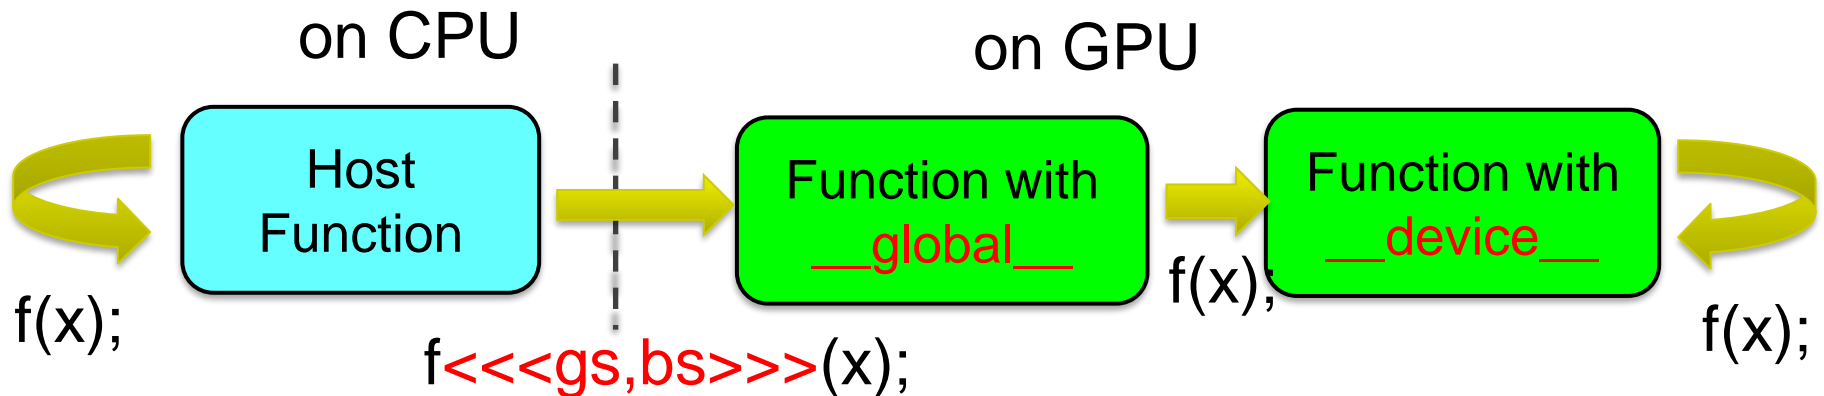 on CPU
on GPU
Host
Function
Function with
__global__
Function with
__device__
f(x);
f<<<gs,bs>>>(x);
f(x);
f(x);